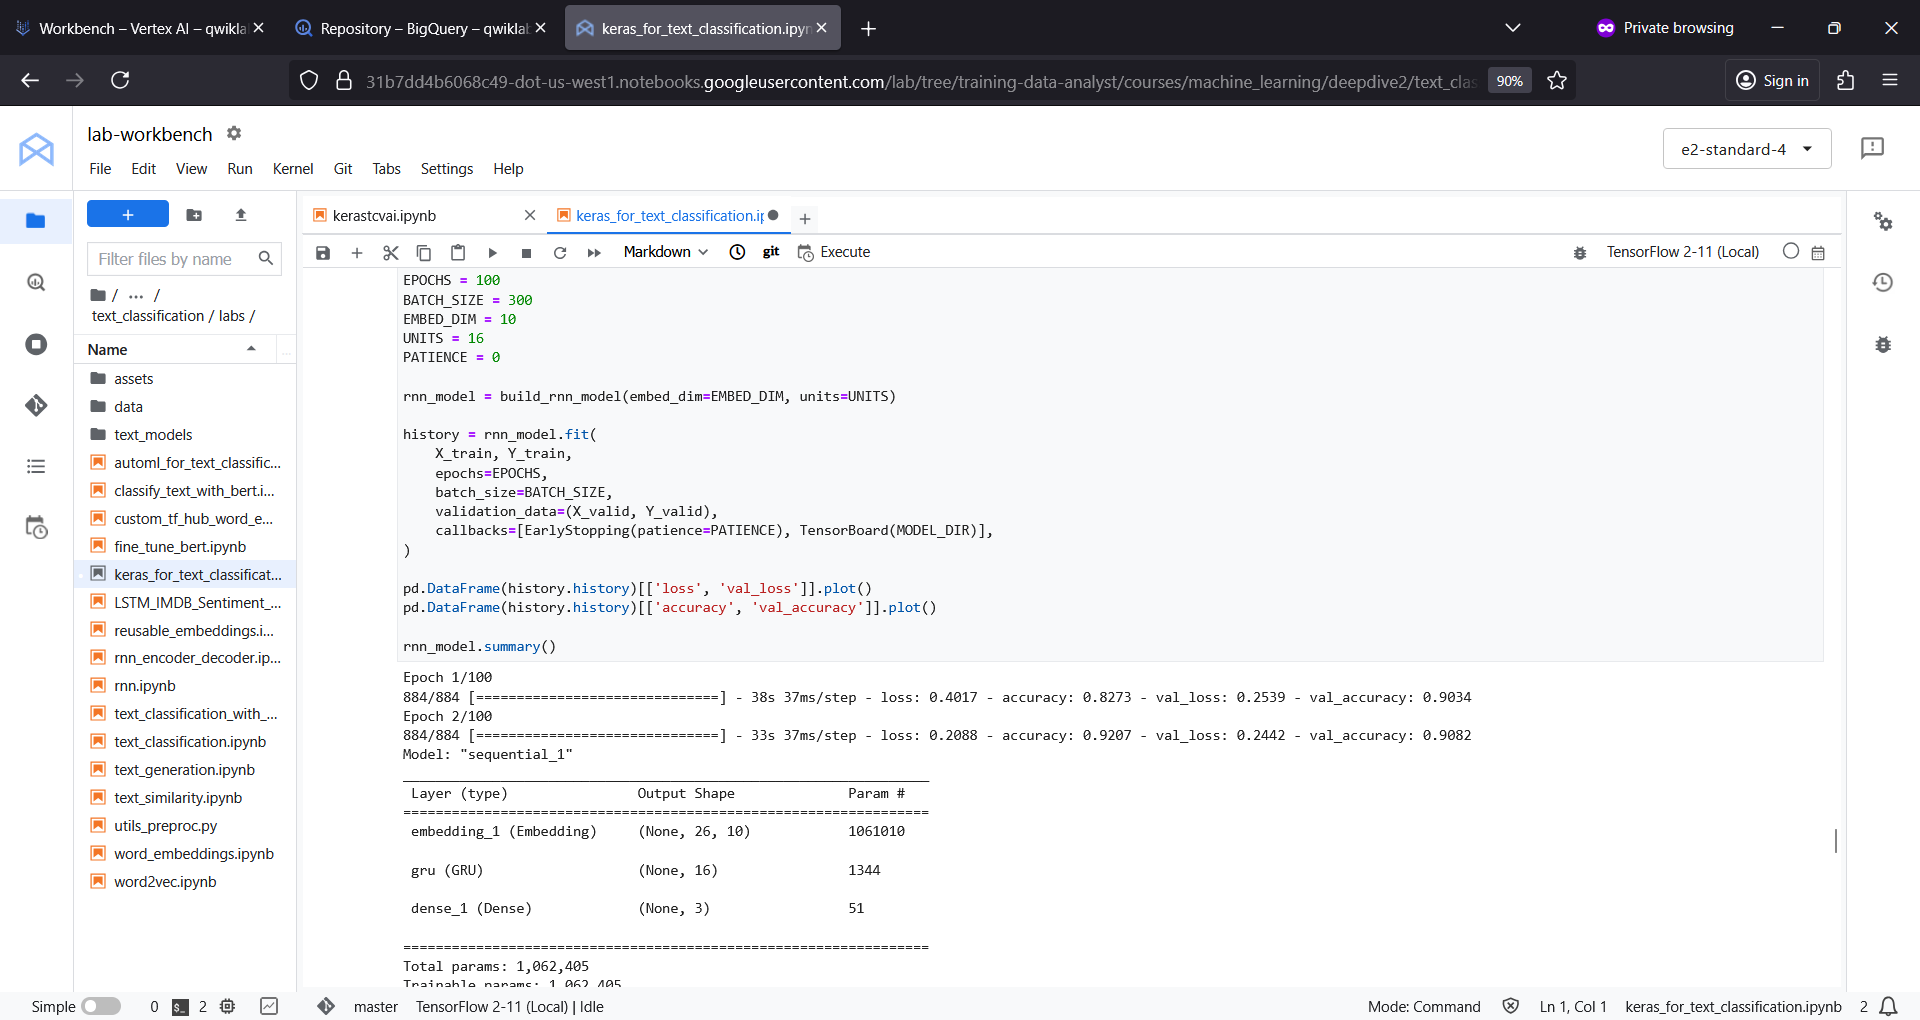 Workbench – Vertex AI – qwikla
Repository – BigQuery – qwiklab
keras_for_text_classification.ipyn
Private browsing
31b7dd4b6068c49-dot-us-west1.notebooks.googleusercontent.com/lab/tree/training-data-analyst/courses/machine_learning/deepdive2/text_clas
90%
Sign in
lab-workbench
File Edit View Run Kernel Git Tabs Settings Help
e2-standard-4
kerastcvai.ipynb
keras_for_text_classification.ip
Markdown
git
Execute
TensorFlow 2-11 (Local)
Filter files by name
/ ... /
text_classification / labs /
Name
assets
data
text_models
automl_for_text_classific...
classify_text_with_bert.i...
custom_tf_hub_word_e...
fine_tune_bert.ipynb
keras_for_text_classificat...
LSTM_IMDB_Sentiment_...
reusable_embeddings.i...
rnn_encoder_decoder.ip...
rnn.ipynb
text_classification_with_...
text_classification.ipynb
text_generation.ipynb
text_similarity.ipynb
utils_preproc.py
word_embeddings.ipynb
word2vec.ipynb
EPOCHS = 100
BATCH_SIZE = 300
EMBED_DIM = 10
UNITS = 16
PATIENCE = 0
rnn_model = build_rnn_model(embed_dim=EMBED_DIM, units=UNITS)
history = rnn_model.fit(
X_train, Y_train,
epochs=EPOCHS,
batch_size=BATCH_SIZE,
validation_data=(X_valid, Y_valid),
callbacks=[EarlyStopping(patience=PATIENCE), TensorBoard(MODEL_DIR)],
)
pd.DataFrame(history.history)[['loss', 'val_loss']].plot()
pd.DataFrame(history.history)[['accuracy', 'val_accuracy']].plot()
rnn_model.summary()
Epoch 1/100
884/884 [==============================] - 38s 37ms/step - loss: 0.4017 - accuracy: 0.8273 - val_loss: 0.2539 - val_accuracy: 0.9034
Epoch 2/100
884/884 [==============================] - 33s 37ms/step - loss: 0.2088 - accuracy: 0.9207 - val_loss: 0.2442 - val_accuracy: 0.9082
Model: "sequential_1"
_________________________________________________________________
Layer (type) Output Shape Param #
=================================================================
embedding_1 (Embedding) (None, 26, 10) 1061010
gru (GRU) (None, 16) 1344
dense_1 (Dense) (None, 3) 51
=================================================================
Total params: 1,062,405
Trainable params: 1,062,405
Simple 0 2 master TensorFlow 2-11 (Local) | Idle
Mode: Command Ln 1, Col 1 keras_for_text_classification.ipynb 2